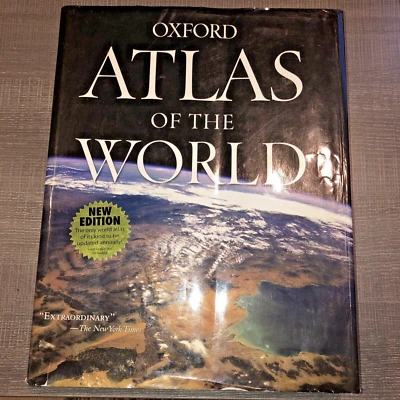 OXFORD
ATLAS
OF THE
WORLD
NEW
EDITION
The only world atlas
of its kind to be
updated annually!
"EXTRAORDINARY"
—The New York Times